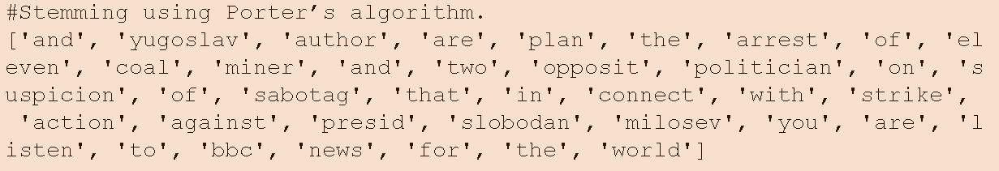 #Stemming using Porter’s algorithm.
['and', 'yugoslav', 'author', 'are', 'plan', 'the', 'arrest', 'of', 'el
even', 'coal', 'miner', 'and', 'two', 'opposit', 'politician', 'on', 's
uspicion', 'of', 'sabotag', 'that', 'in', 'connect', 'with', 'strike',
'action', 'against', 'presid', 'slobodan', 'milosev', 'you', 'are', 'l
isten', 'to', 'bbc', 'news', 'for', 'the', 'world']